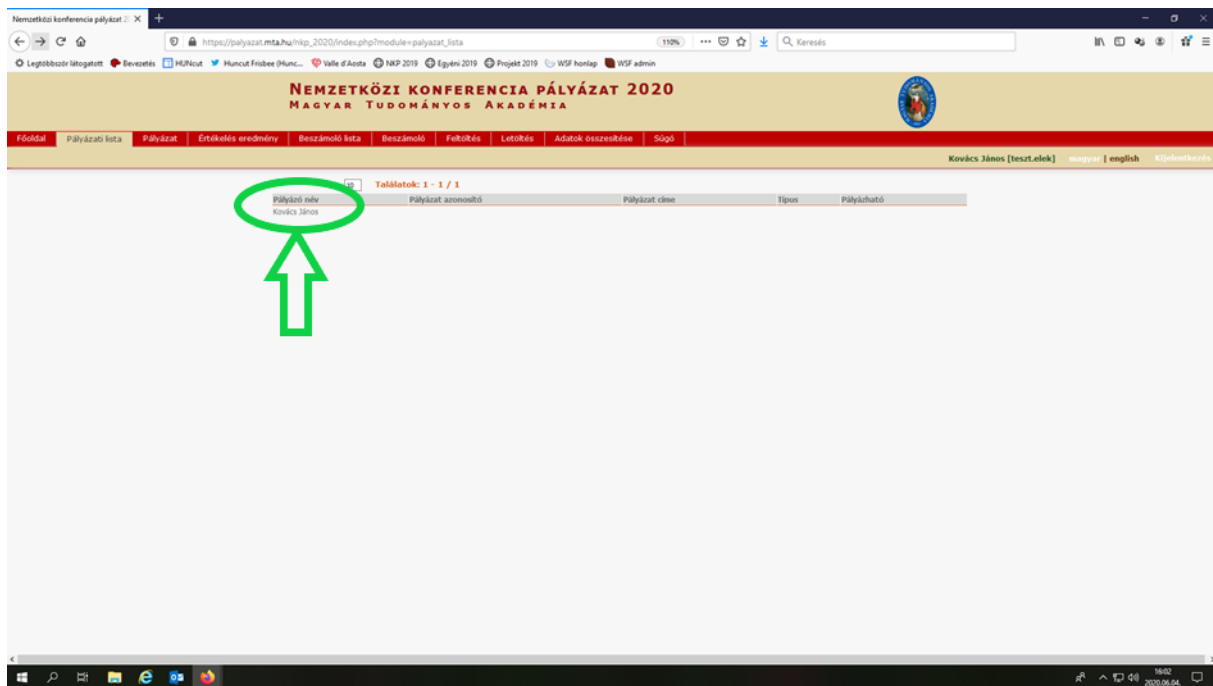 Nemzetközi konferencia pályázat 2
https://palyazat.mta.hu/nkp_2020/index.php?module=palyazat_lista
110%
Keresés
Legtöbbször látogatott Bevezetés HUNcut Huncut Frisbee (Hunc... Valle d'Aosta NKP 2019 Egyéni 2019 Projekt 2019 WSF honlap WSF admin
NEMZETKÖZI KONFERENCIA PÁLYÁZAT 2020
MAGYAR TUDOMÁNYOS AKADÉMIA
Főoldal Pályázati lista Pályázat Értékelés eredmény Beszámoló lista Beszámoló Feltöltés Letöltés Adatok összesítése Súgó
Kovács János [teszt.elek] magyar | english Kijelentkezés
10 Találatok: 1 - 1 / 1
Pályázó név Pályázat azonosító Pályázat címe Típus Pályázható
Kovács János
16:02
2020.06.04.